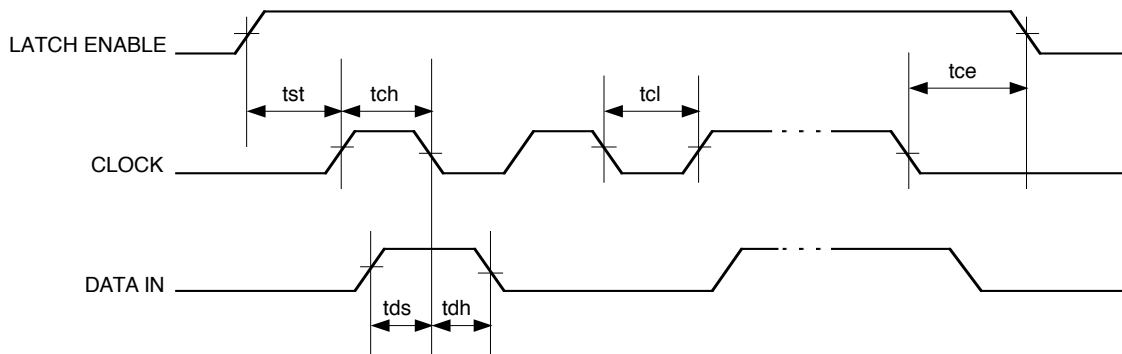 LATCH ENABLE
tst
tch
tcl
tce
CLOCK
DATA IN
tds
tdh